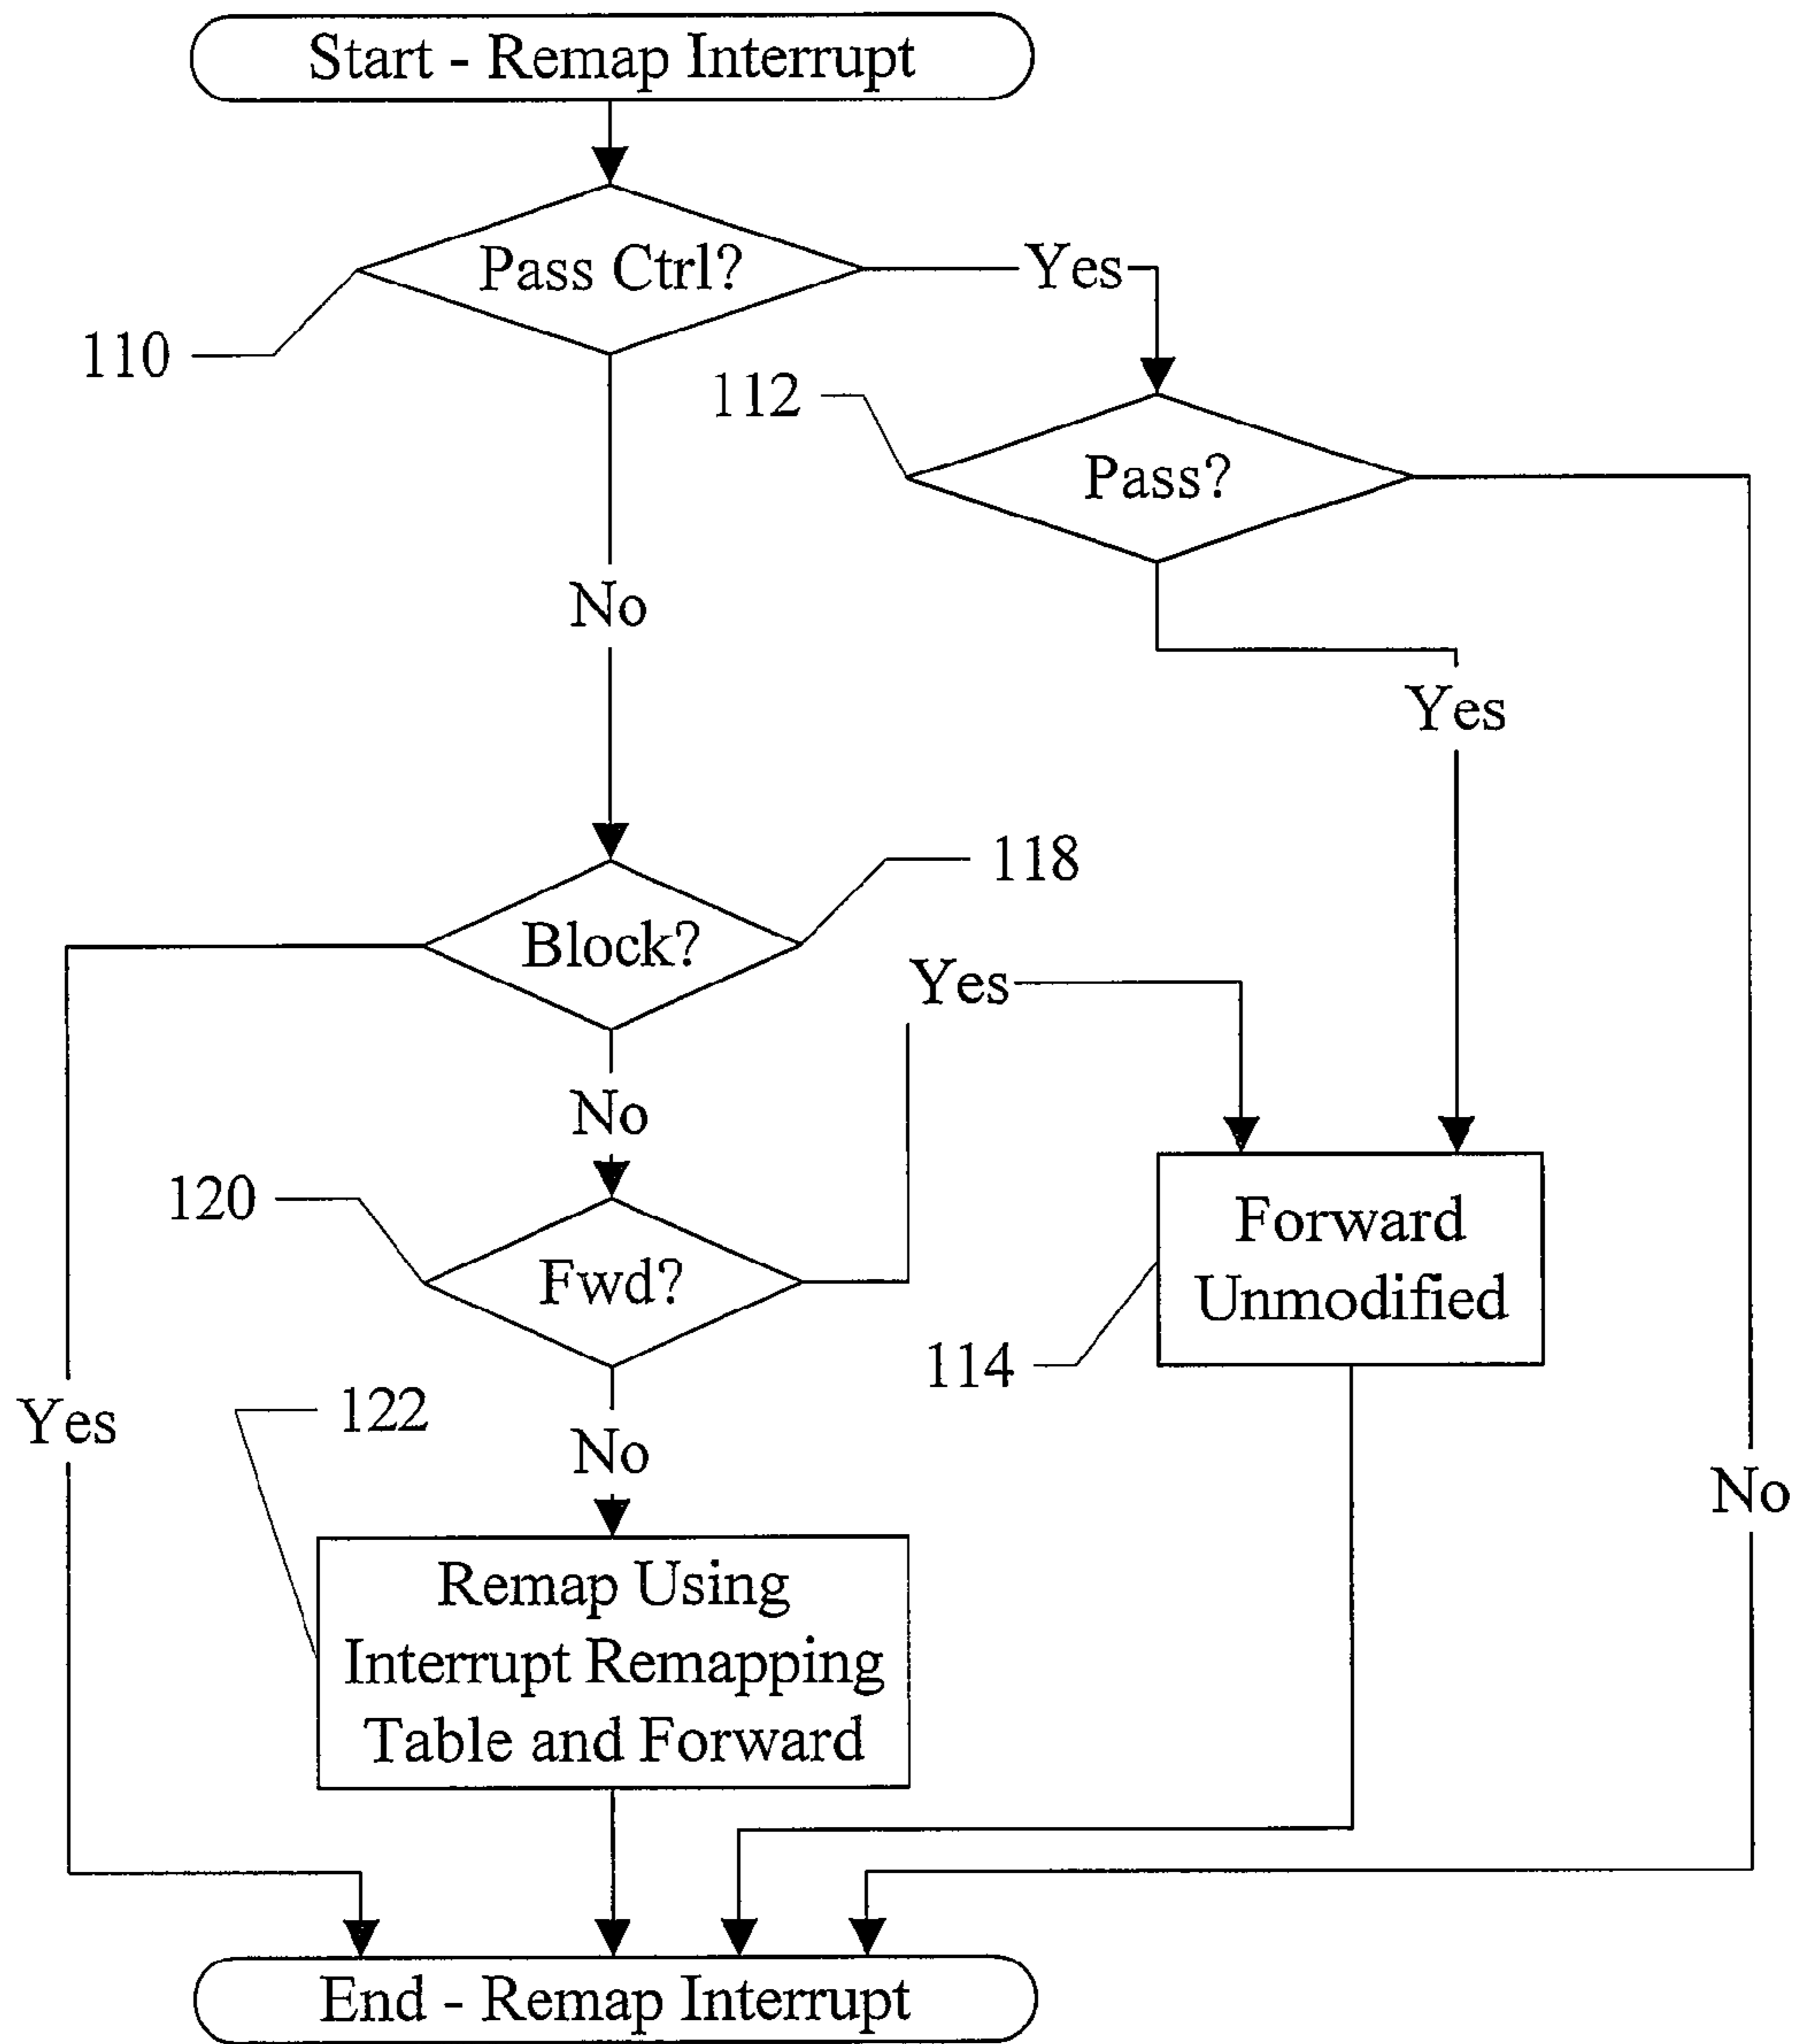 Start - Remap Interrupt
Pass Ctrl?
Yes
110
112
Pass?
No
Yes
118
Block?
Yes
No
120
Fwd?
Forward
Unmodified
114
122
Yes
No
No
Remap Using
Interrupt Remapping
Table and Forward
End - Remap Interrupt